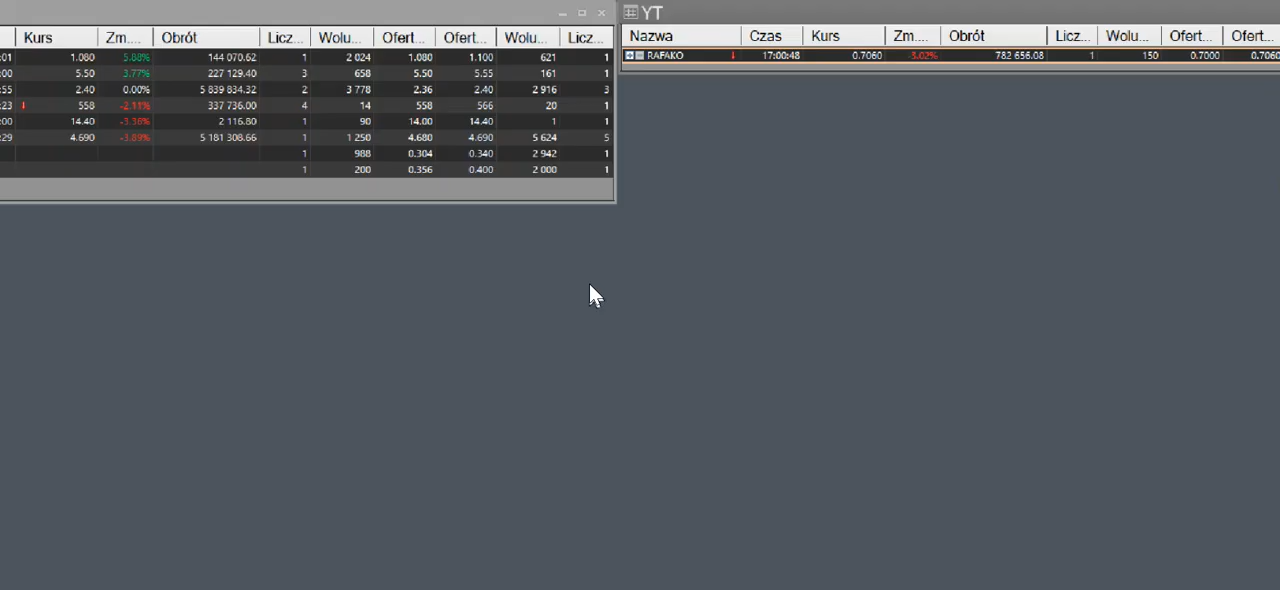 Kurs Zm.... Obrót Licz... Wolu... Ofert... Ofert... Wolu... Licz...
:01 1.080 5.88% 144 070.62 1 2 024 1.080 1.100 621 1
:00 5.50 3.77% 227 129.40 3 658 5.50 5.55 161 1
:55 2.40 0.00% 5 839 834.32 2 3 778 2.36 2.40 2 916 3
:23 558 -2.11% 337 736.00 4 14 558 566 20 1
:00 14.40 -3.36% 2 116.80 1 90 14.00 14.40 1 1
:29 4.690 -3.89% 5 181 308.66 1 1 250 4.680 4.690 5 624 5
1 988 0.304 0.340 2 942 1
1 200 0.356 0.400 2 000 1
YT
Nazwa Czas Kurs Zm.... Obrót Licz... Wolu... Ofert... Ofert...
RAFAKO 17:00:48 0.7060 782 656.08 1 150 0.7000 0.7060